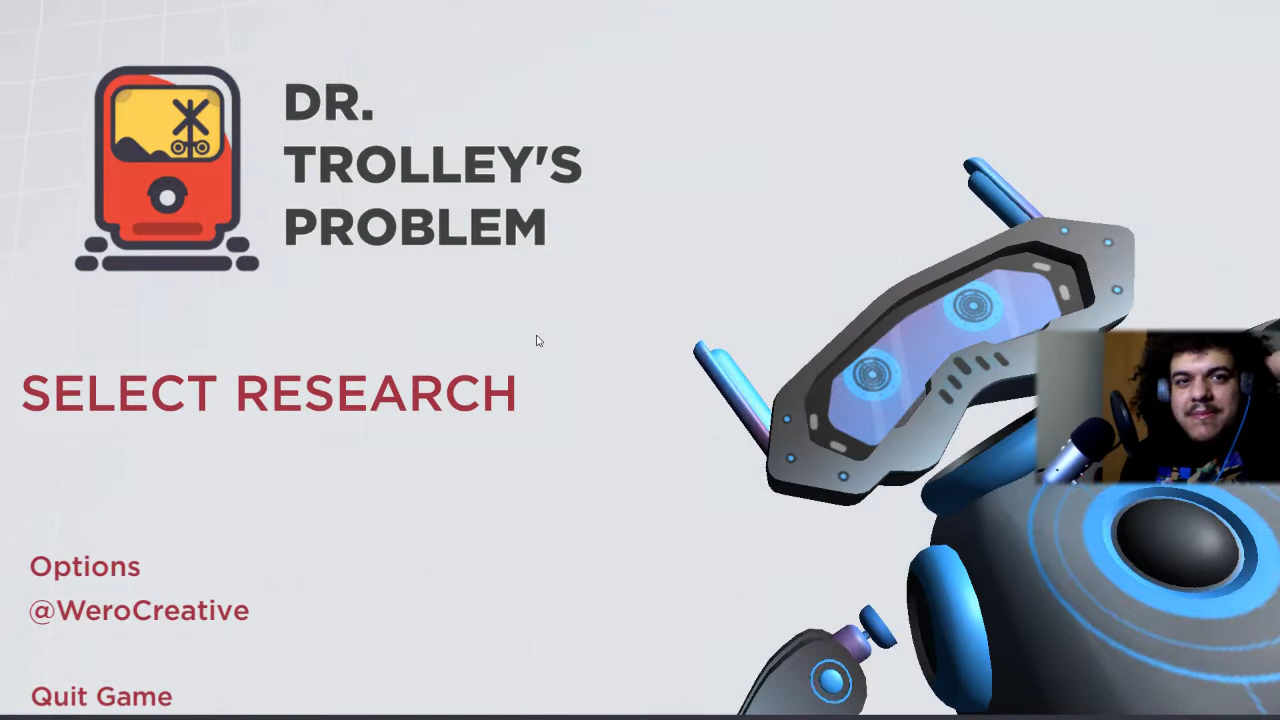 DR.
TROLLEY'S
PROBLEM
SELECT RESEARCH
Options
@WeroCreative
Quit Game